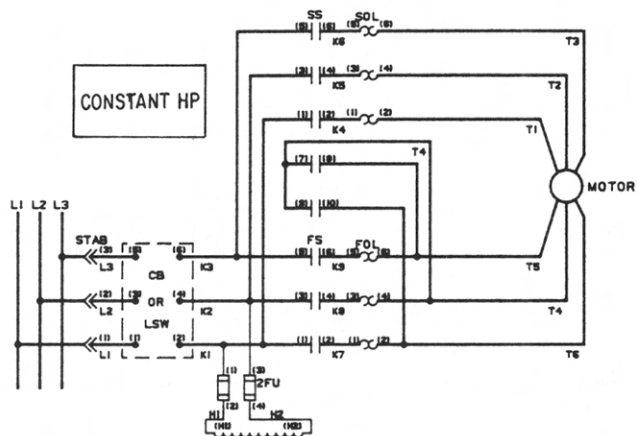 SS SOL
(5) (6) (5) (6)
K6 T3
(3) (4) (3) (4)
K5 T2
CONSTANT HP
(1) (2) (1) (2)
K4 T1
T4
(7) (8)
MOTOR
(9) (10)
L1 L2 L3
STAB (3) (5) (6) FS FOL
(5) (6) (5) (6)
L3 CB K3 K9 T5
(2) (3) (4) (3) (4) (3) (4)
L2 OR K2 K8 T4
LSW
(1) (1) (2) (1) (2) (1) (2)
L1 K1 K7 T6
(1) (3)
2FU
(2) (4)
H1 H2
(H1) (H2)